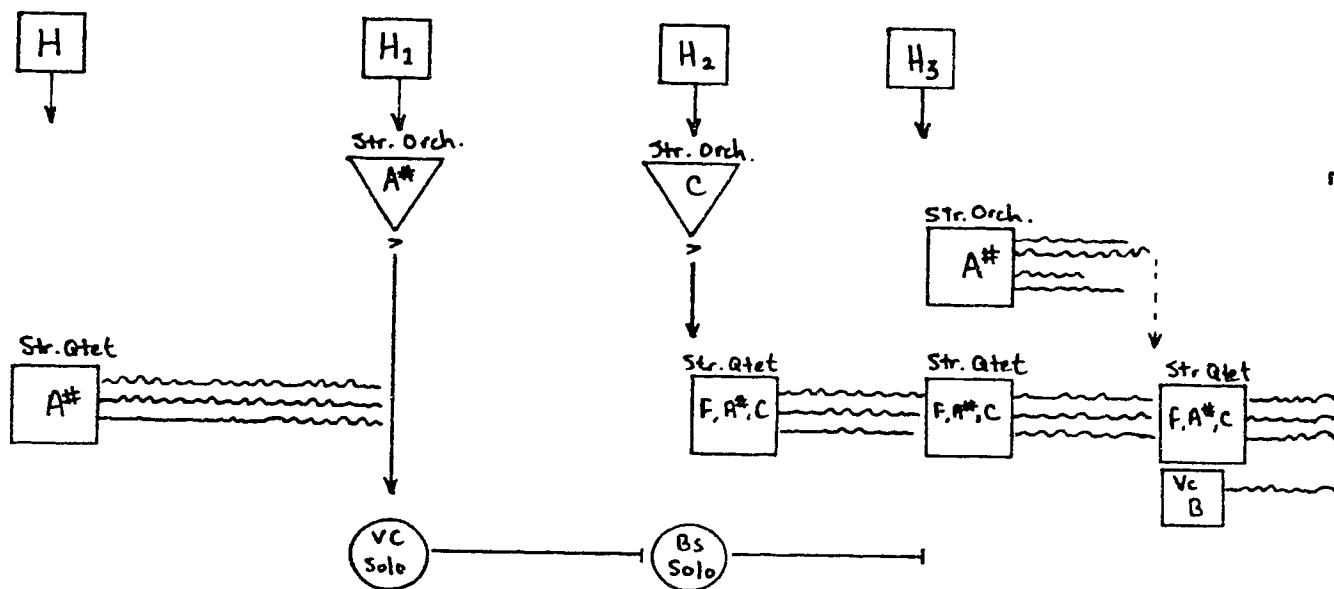 H
H1
H2
H3
Str. Orch.
A#
>
Str. Orch.
C
>
Str. Orch.
A#
Str. Qtet
A#
Str. Qtet
F, A#, C
Str. Qtet
F, A#, C
Str Qtet
F, A#, C
Vc
B
VC
Solo
Bs
Solo